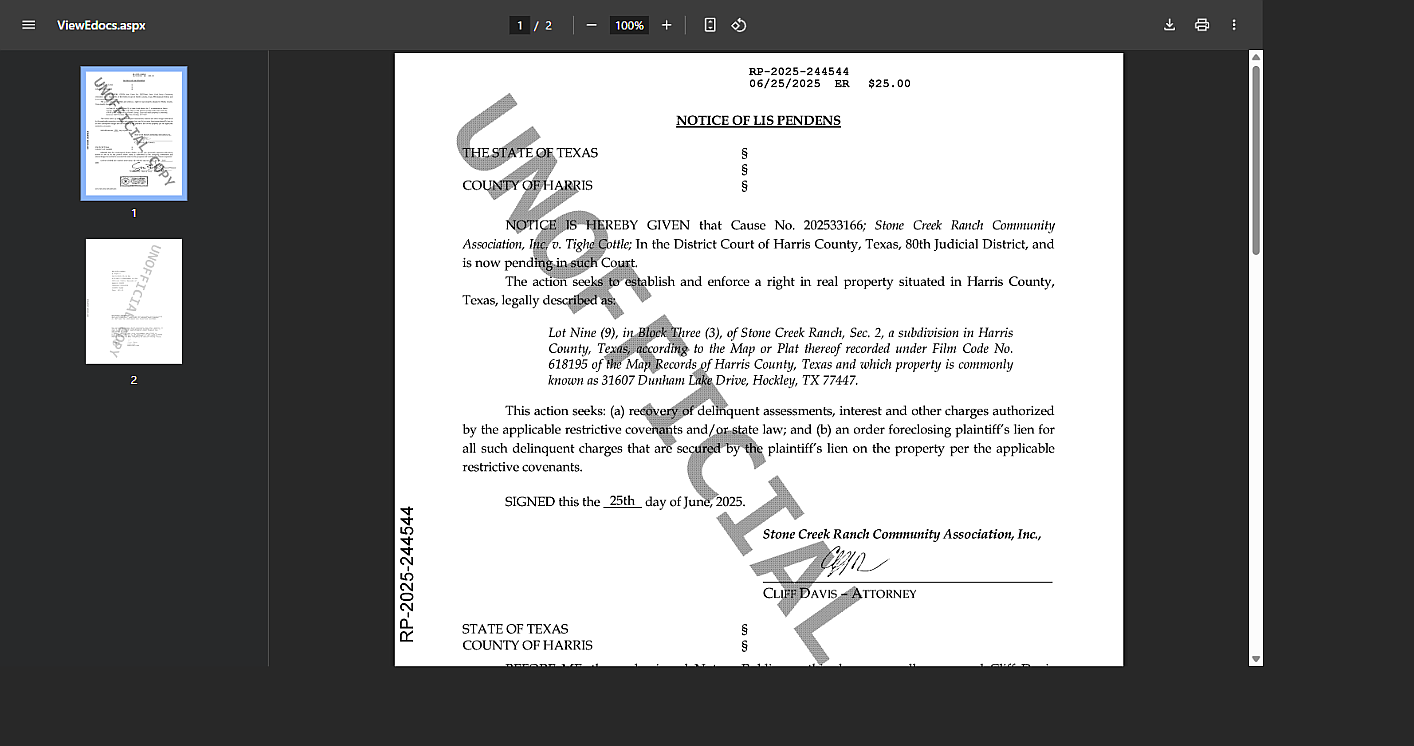 ViewEdocs.aspx
1 / 2
100%
1
2
RP-2025-244544
06/25/2025 ER $25.00
NOTICE OF LIS PENDENS
THE STATE OF TEXAS §
§
COUNTY OF HARRIS §
NOTICE IS HEREBY GIVEN that Cause No. 202533166; Stone Creek Ranch Community
Association, Inc. v. Tighe Cottle; In the District Court of Harris County, Texas, 80th Judicial District, and
is now pending in such Court.
The action seeks to establish and enforce a right in real property situated in Harris County,
Texas, legally described as:
Lot Nine (9), in Block Three (3), of Stone Creek Ranch, Sec. 2, a subdivision in Harris
County, Texas, according to the Map or Plat thereof recorded under Film Code No.
618195 of the Map Records of Harris County, Texas and which property is commonly
known as 31607 Dunham Lake Drive, Hockley, TX 77447.
This action seeks: (a) recovery of delinquent assessments, interest and other charges authorized
by the applicable restrictive covenants and/or state law; and (b) an order foreclosing plaintiff's lien for
all such delinquent charges that are secured by the plaintiff's lien on the property per the applicable
restrictive covenants.
SIGNED this the 25th day of June, 2025.
Stone Creek Ranch Community Association, Inc.,
CLIFF DAVIS – ATTORNEY
STATE OF TEXAS §
COUNTY OF HARRIS §
RP-2025-244544
UNOFFICIAL
UNOFFICIAL COPY
UNOFFICIAL COPY